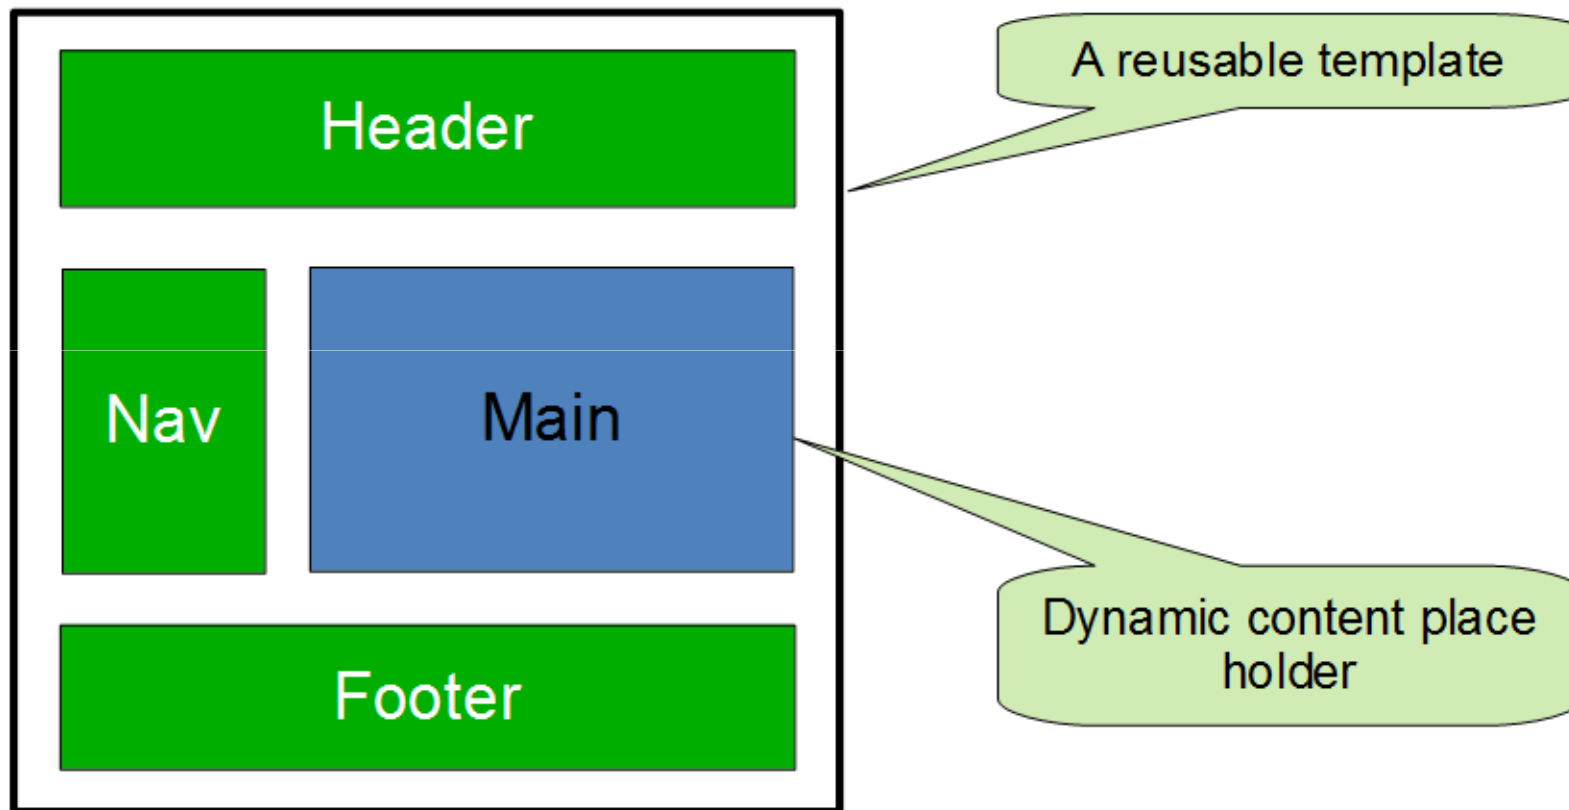 Header
A reusable template
Nav
Main
Dynamic content place
holder
Footer